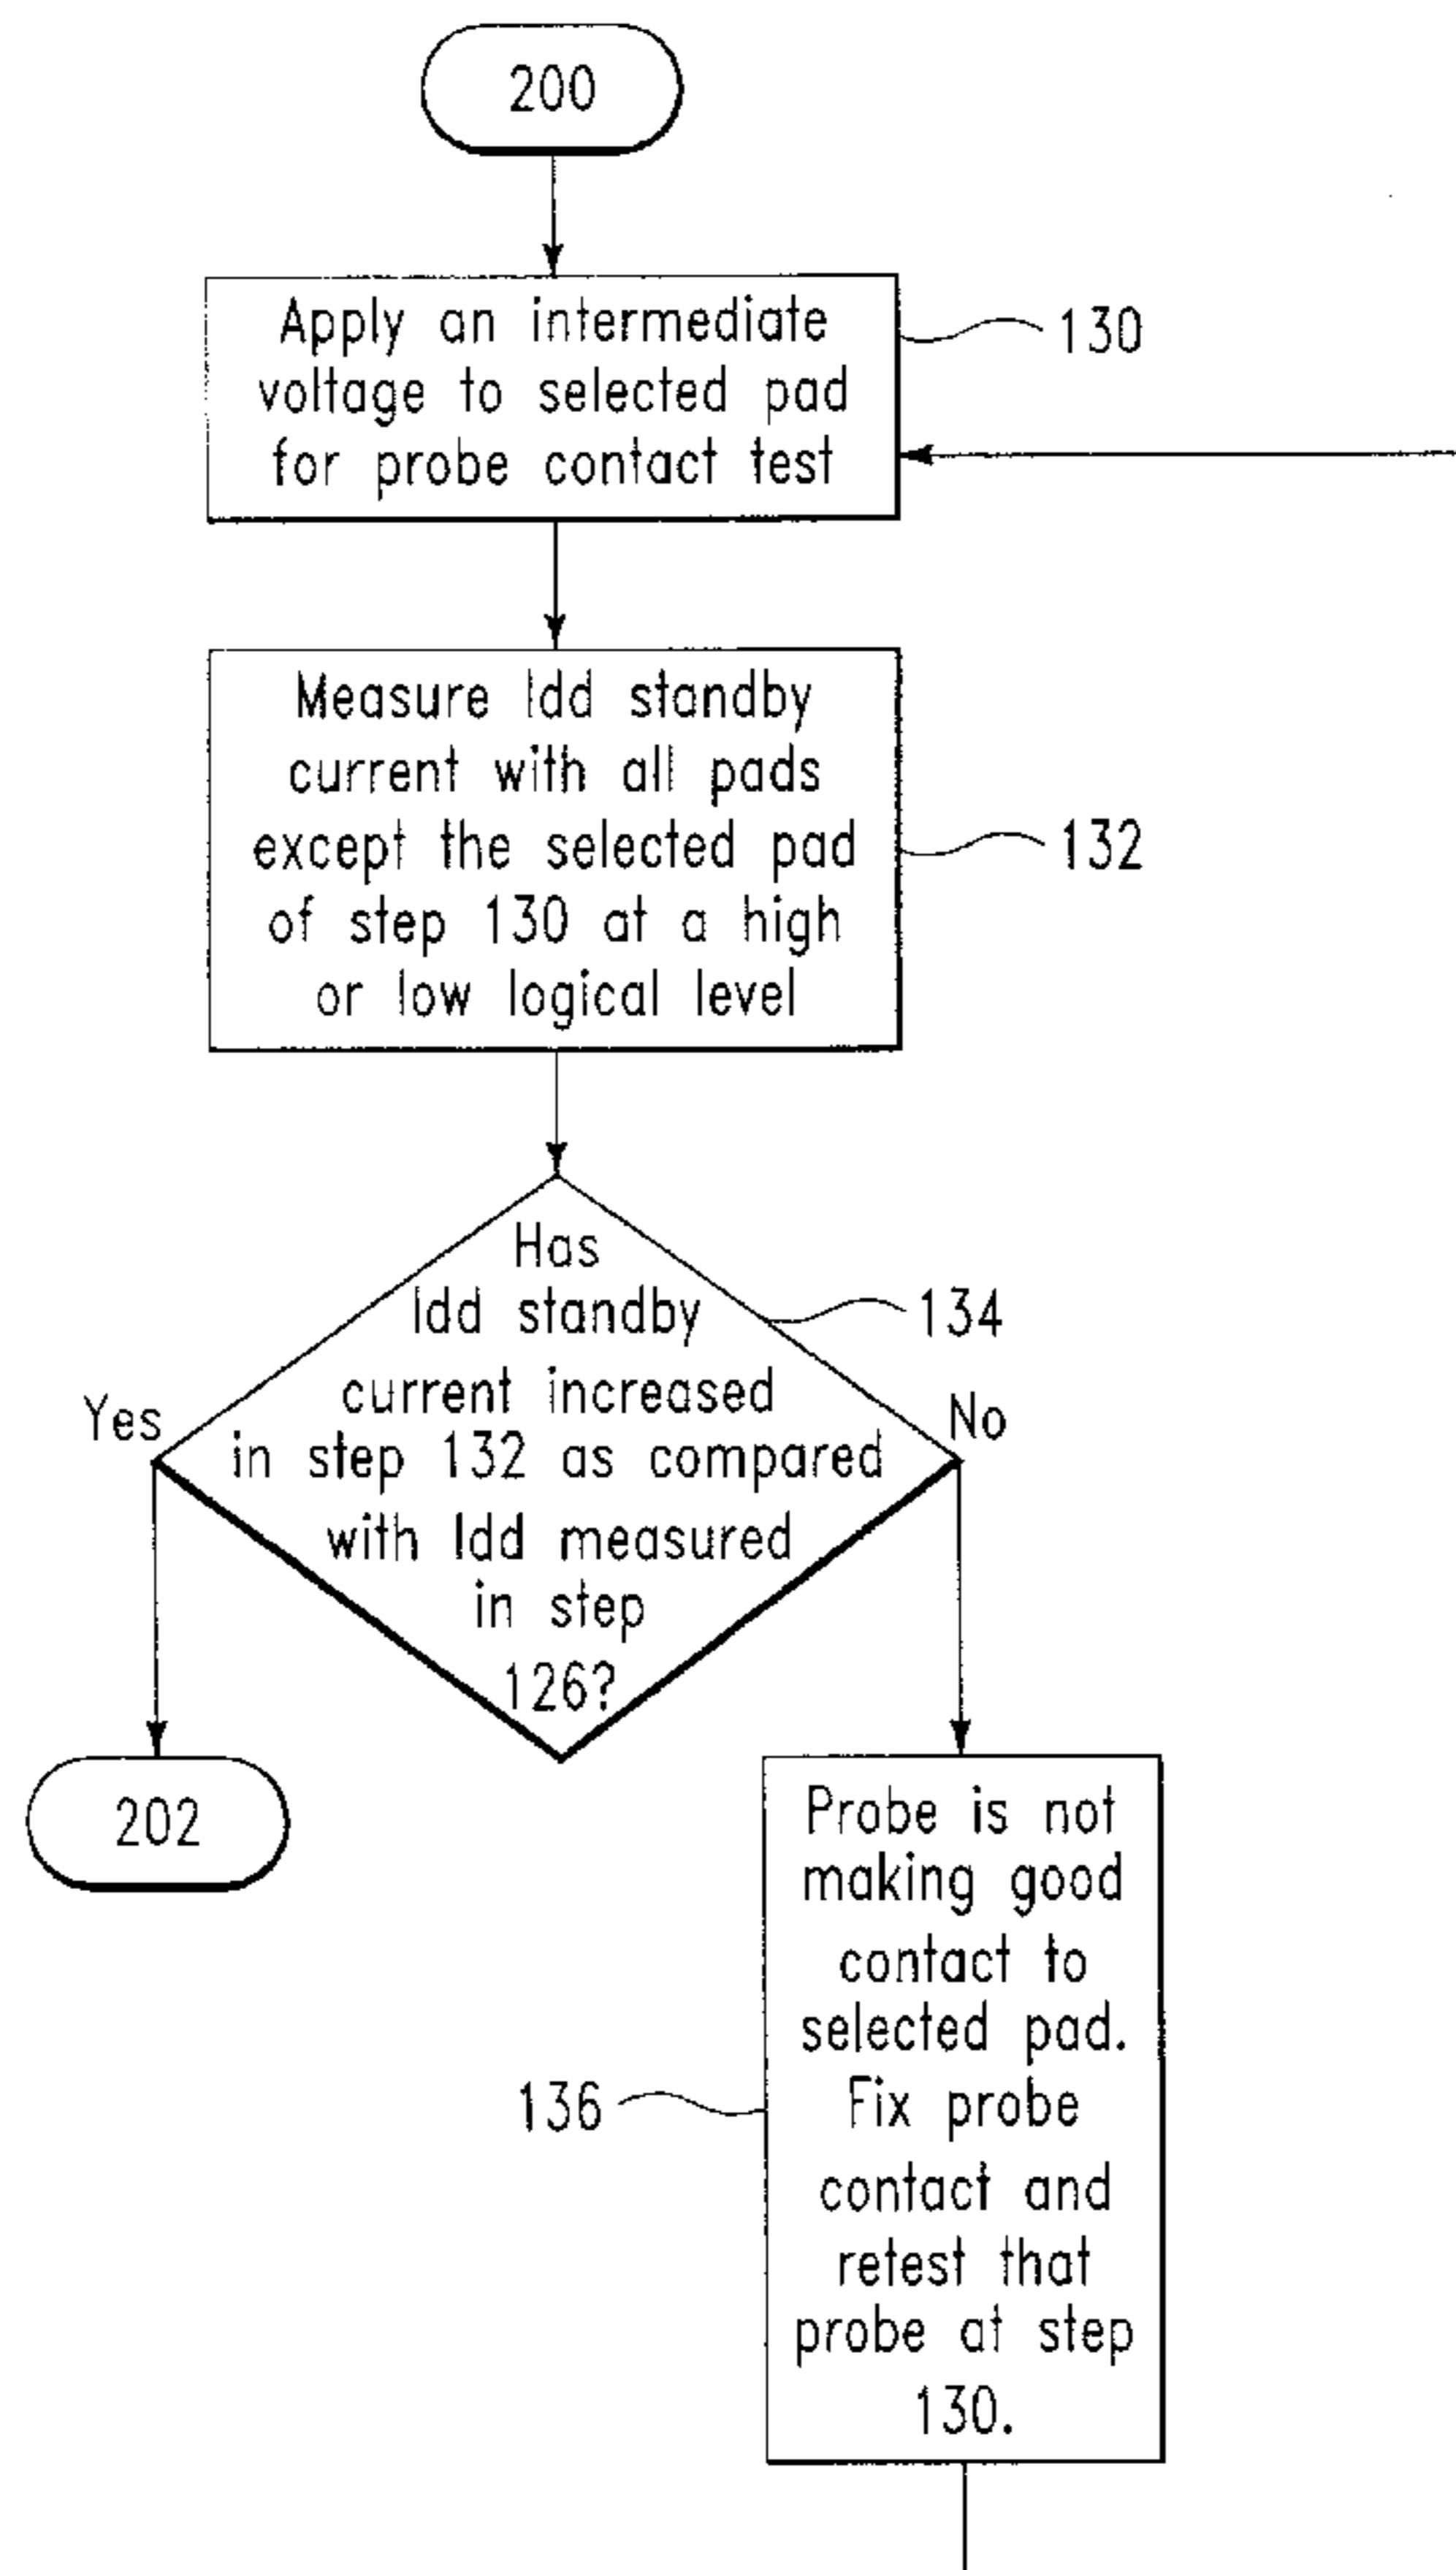 200
Apply an intermediate
voltage to selected pad
for probe contact test
130
Measure Idd standby
current with all pads
except the selected pad
of step 130 at a high
or low logical level
132
Has
Idd standby
current increased
in step 132 as compared
with Idd measured
in step
126?
134
Yes
No
202
Probe is not
making good
contact to
selected pad.
Fix probe
contact and
retest that
probe at step
130.
136